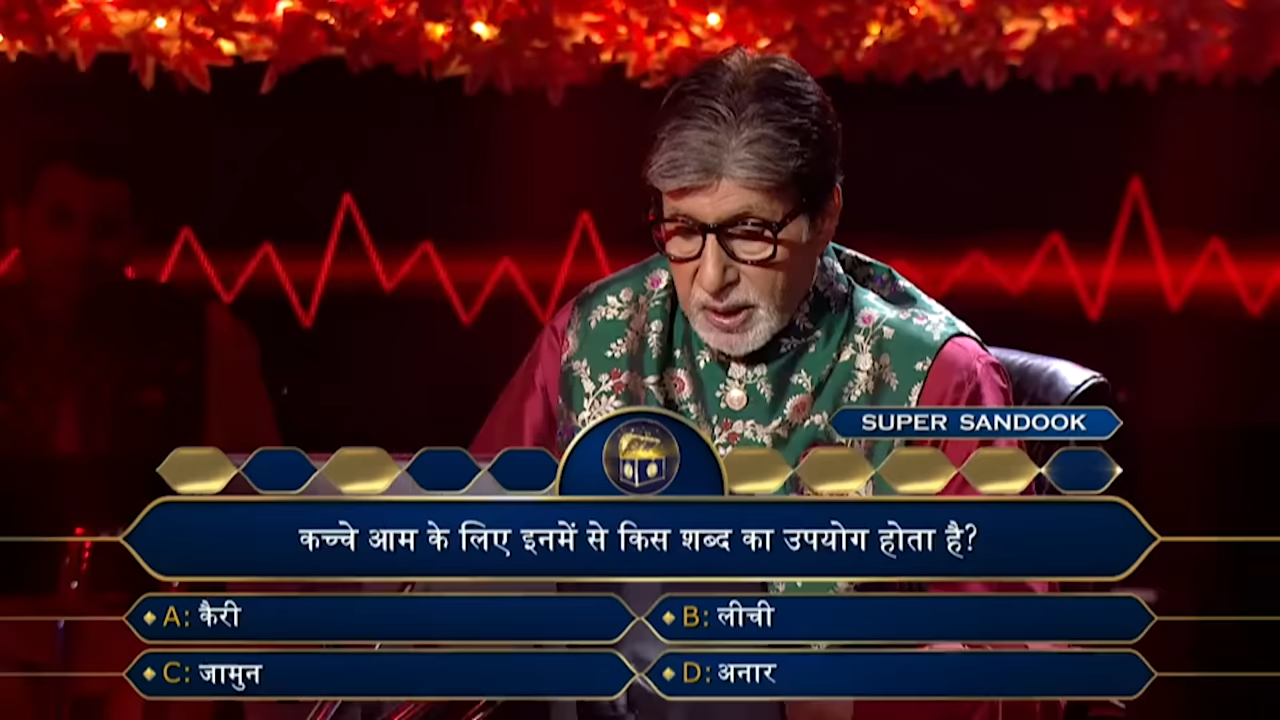 SUPER SANDOOK
कच्चे आम के लिए इनमें से किस शब्द का उपयोग होता है?
A: कैरी
B: लीची
C: जामुन
D: अनार